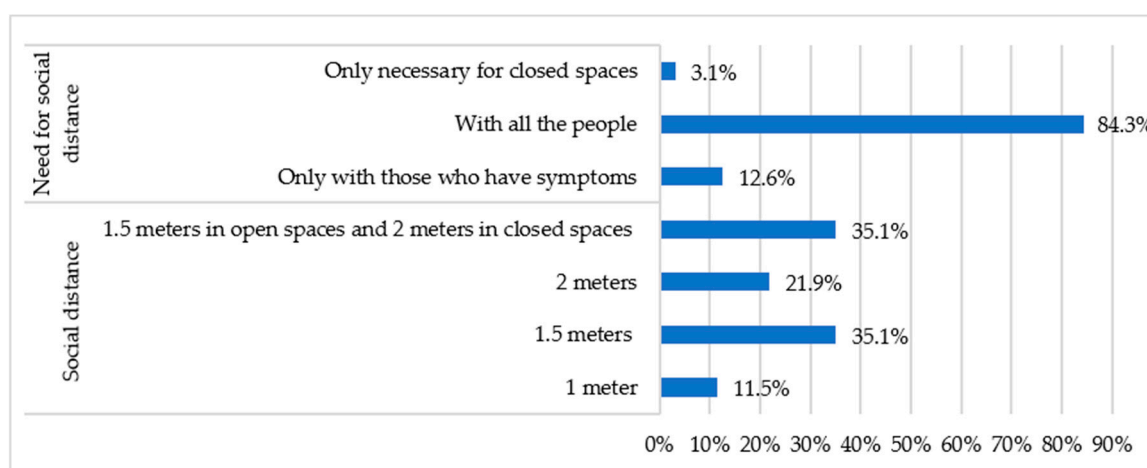 Need for social
distance
Only necessary for closed spaces
3.1%
With all the people
84.3%
Only with those who have symptoms
12.6%
Social distance
1.5 meters in open spaces and 2 meters in closed spaces
35.1%
2 meters
21.9%
1.5 meters
35.1%
1 meter
11.5%
0% 10% 20% 30% 40% 50% 60% 70% 80% 90%